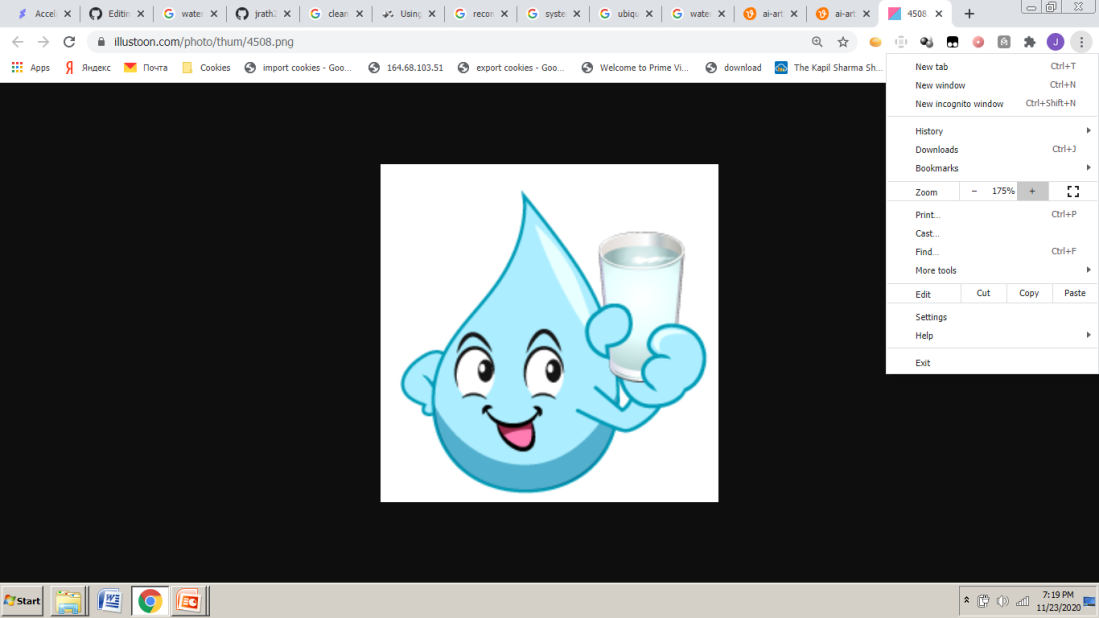 Accel
Editin
water
jrath2
clean
Using
recon
syste
ubiqu
water
ai-art
ai-art
4508
illustoon.com/photo/thum/4508.png
J
Apps
Яндекс
Почта
Cookies
import cookies - Goo...
164.68.103.51
export cookies - Goo...
Welcome to Prime Vi...
download
The Kapil Sharma Sh...
New tab Ctrl+T
New window Ctrl+N
New incognito window Ctrl+Shift+N
History
Downloads Ctrl+J
Bookmarks
Zoom - 175% +
Print... Ctrl+P
Cast...
Find... Ctrl+F
More tools
Edit Cut Copy Paste
Settings
Help
Exit
Start
7:19 PM
11/23/2020